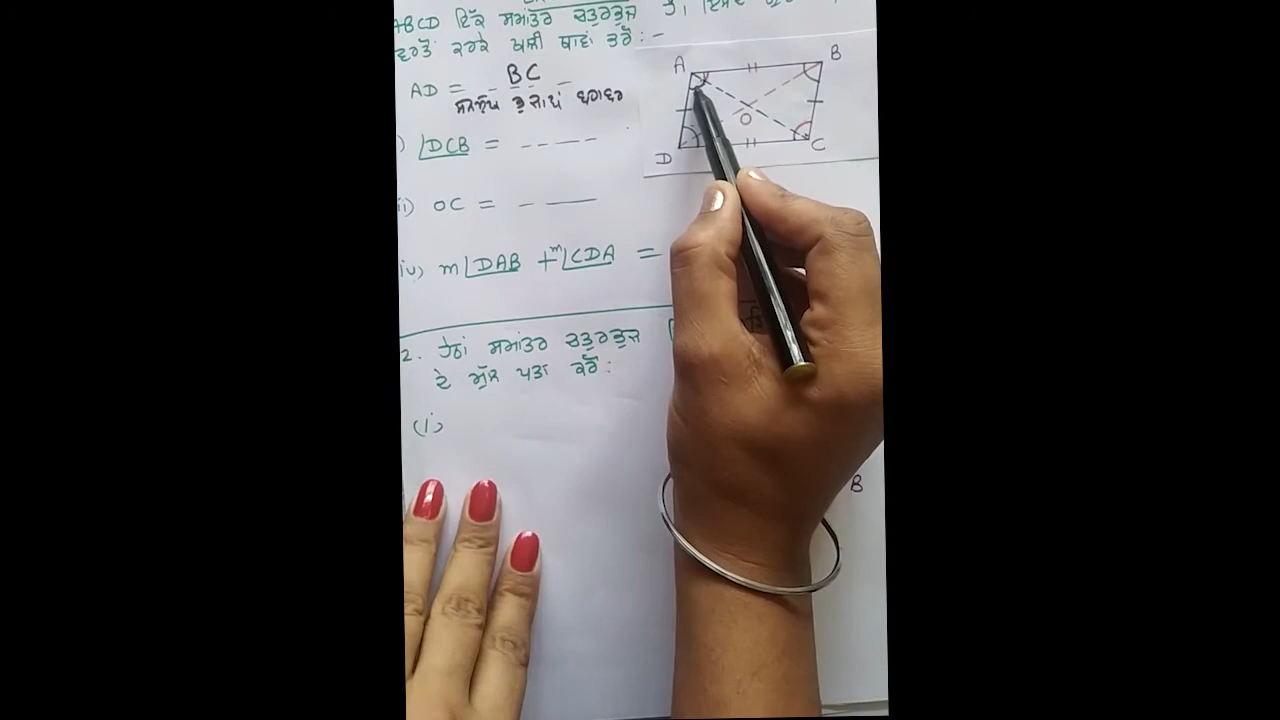 ABCD ਇੱਕ ਸਮਾਂਤਰ ਚਤੁਰਭੁਜ ਹੈ।
ਵਰਤੋਂ ਕਰਕੇ ਖਾਲੀ ਥਾਵਾਂ ਭਰੋ:-
AD = BC
ਸਨਮੁੱਖ ਭੁਜਾਵਾਂ ਬਰਾਬਰ
) ∠DCB = -----
ii) OC = - —
iv) m∠DAB + m∠CDA =
2. ਹੇਠਾਂ ਸਮਾਂਤਰ ਚਤੁਰਭੁਜ
ਦੇ ਮੁੱਲ ਪਤਾ ਕਰੋ:
(i)
A
B
O
D
C
B